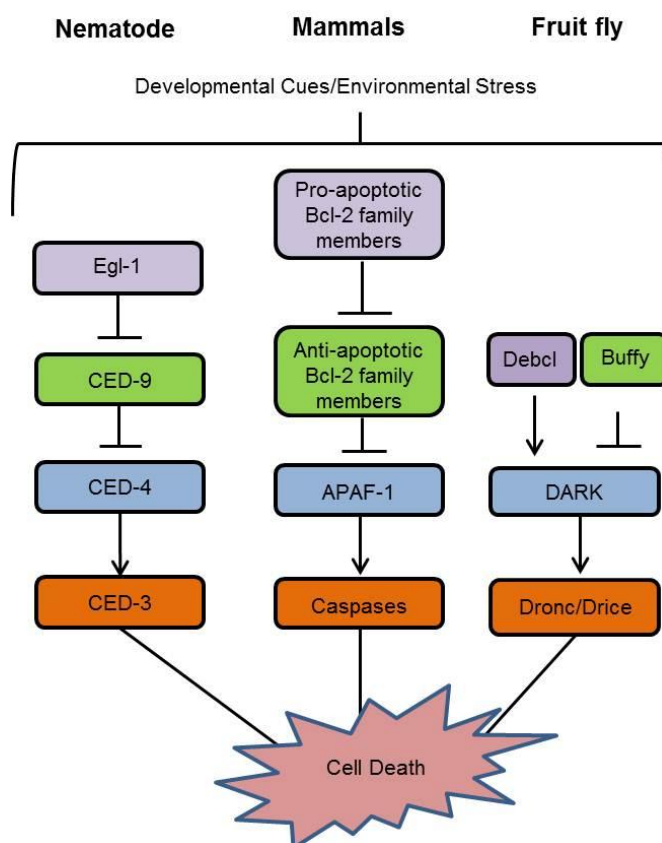 Nematode
Mammals
Fruit fly
Developmental Cues/Environmental Stress
Pro-apoptotic
Bcl-2 family
members
Egl-1
Anti-apoptotic
Bcl-2 family
members
CED-9
Debcl
Buffy
CED-4
APAF-1
DARK
CED-3
Caspases
Dronc/Drice
Cell Death